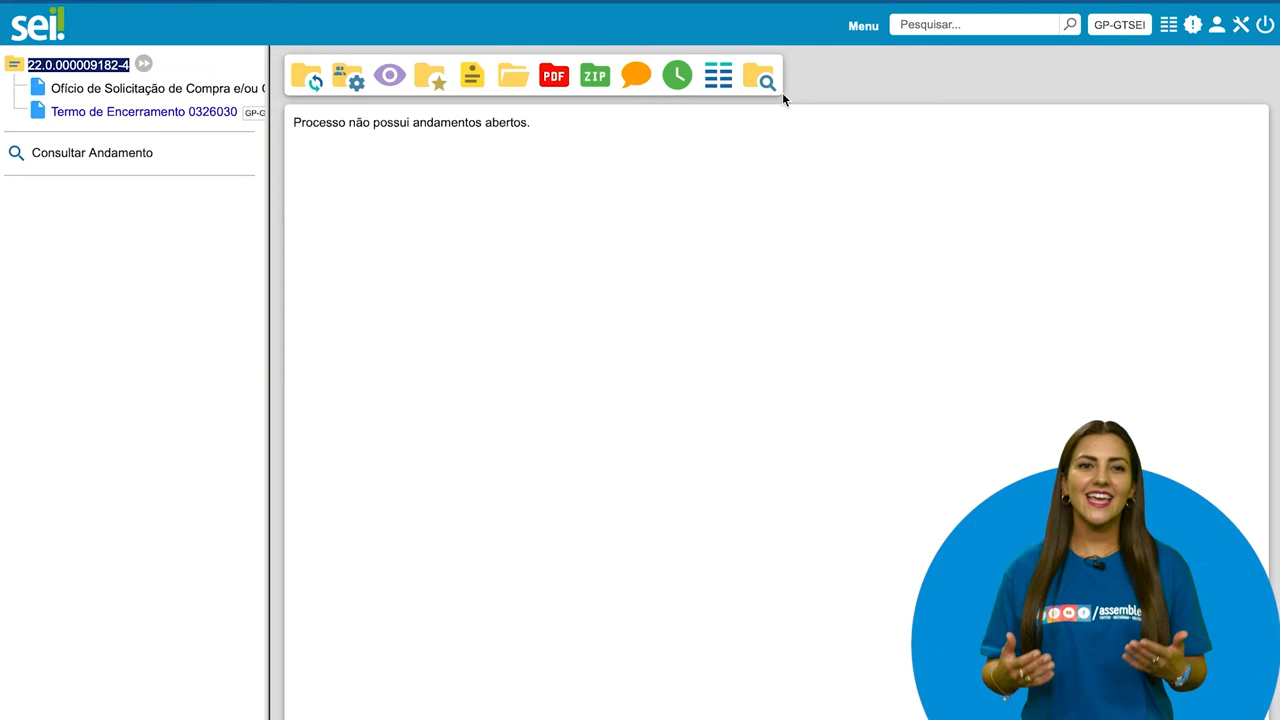 sei!
Menu
Pesquisar...
GP-GTSEI
22.0.000009182-4
Ofício de Solicitação de Compra e/ou
Termo de Encerramento 0326030
GP-G
Consultar Andamento
PDF
ZIP
Processo não possui andamentos abertos.
/assemble